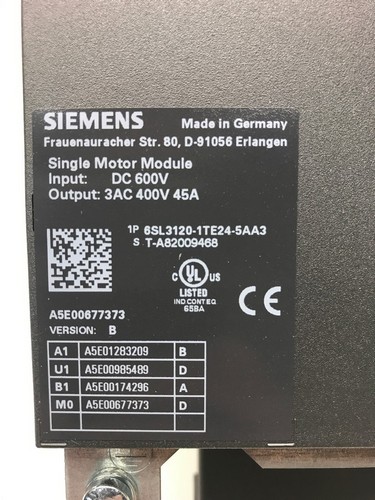 SIEMENS Made in Germany
Frauenauracher Str. 80, D-91056 Erlangen
Single Motor Module
Input: DC 600V
Output: 3AC 400V 45A
1P 6SL3120-1TE24-5AA3
S T-A82009468
C UL US
LISTED
IND CONT EQ
65BA
CE
A5E00677373
VERSION: B
A1 A5E01283209 B
U1 A5E00985489 D
B1 A5E00174296 A
M0 A5E00677373 D